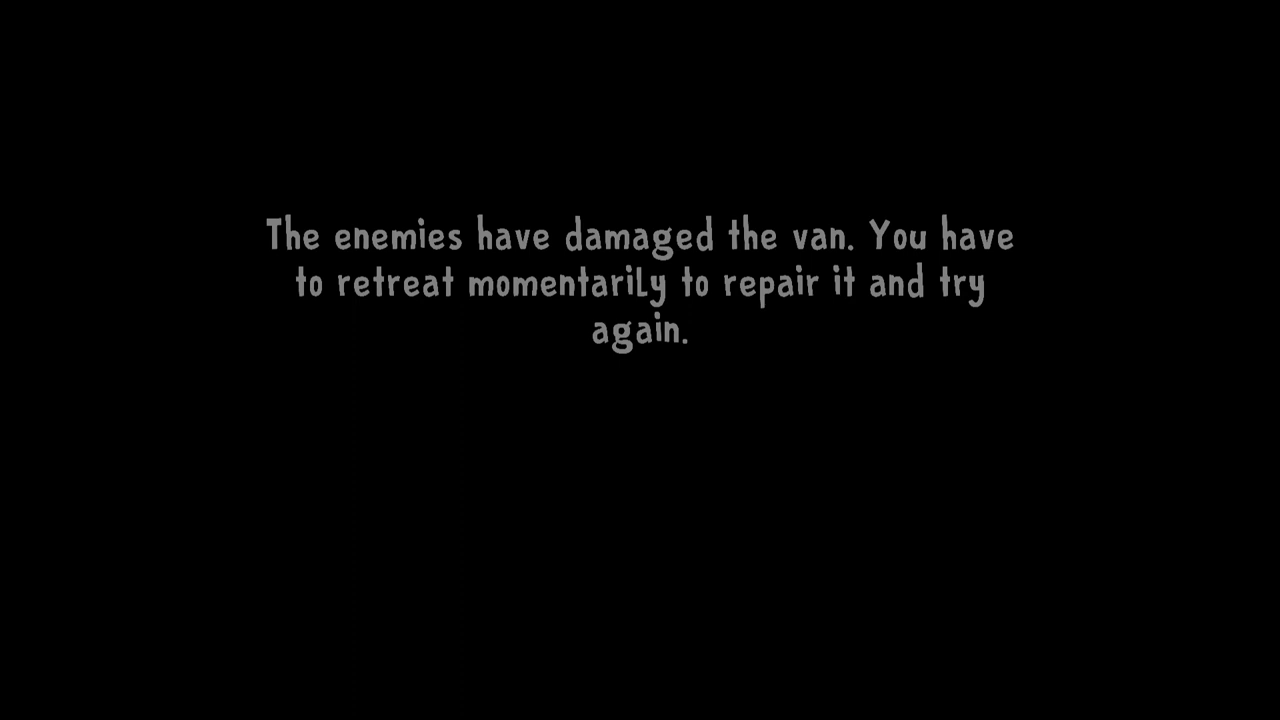 The enemies have damaged the van. You have
to retreat momentarily to repair it and try
again.